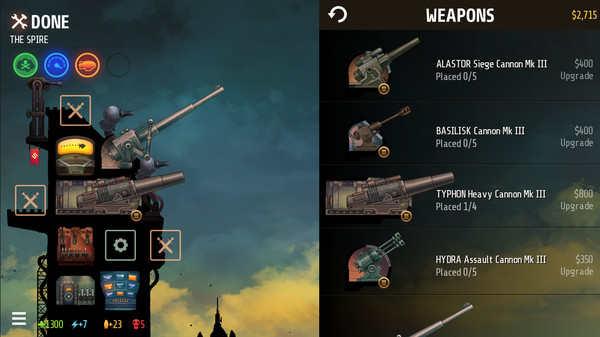 DONE
THE SPIRE
+1300 +7 +23 5
WEAPONS
$2,715
ALASTOR Siege Cannon Mk III $400
Placed 0/5 Upgrade
BASILISK Cannon Mk III $400
Placed 0/5 Upgrade
TYPHON Heavy Cannon Mk III $800
Placed 1/4 Upgrade
HYDRA Assault Cannon Mk III $350
Placed 0/5 Upgrade